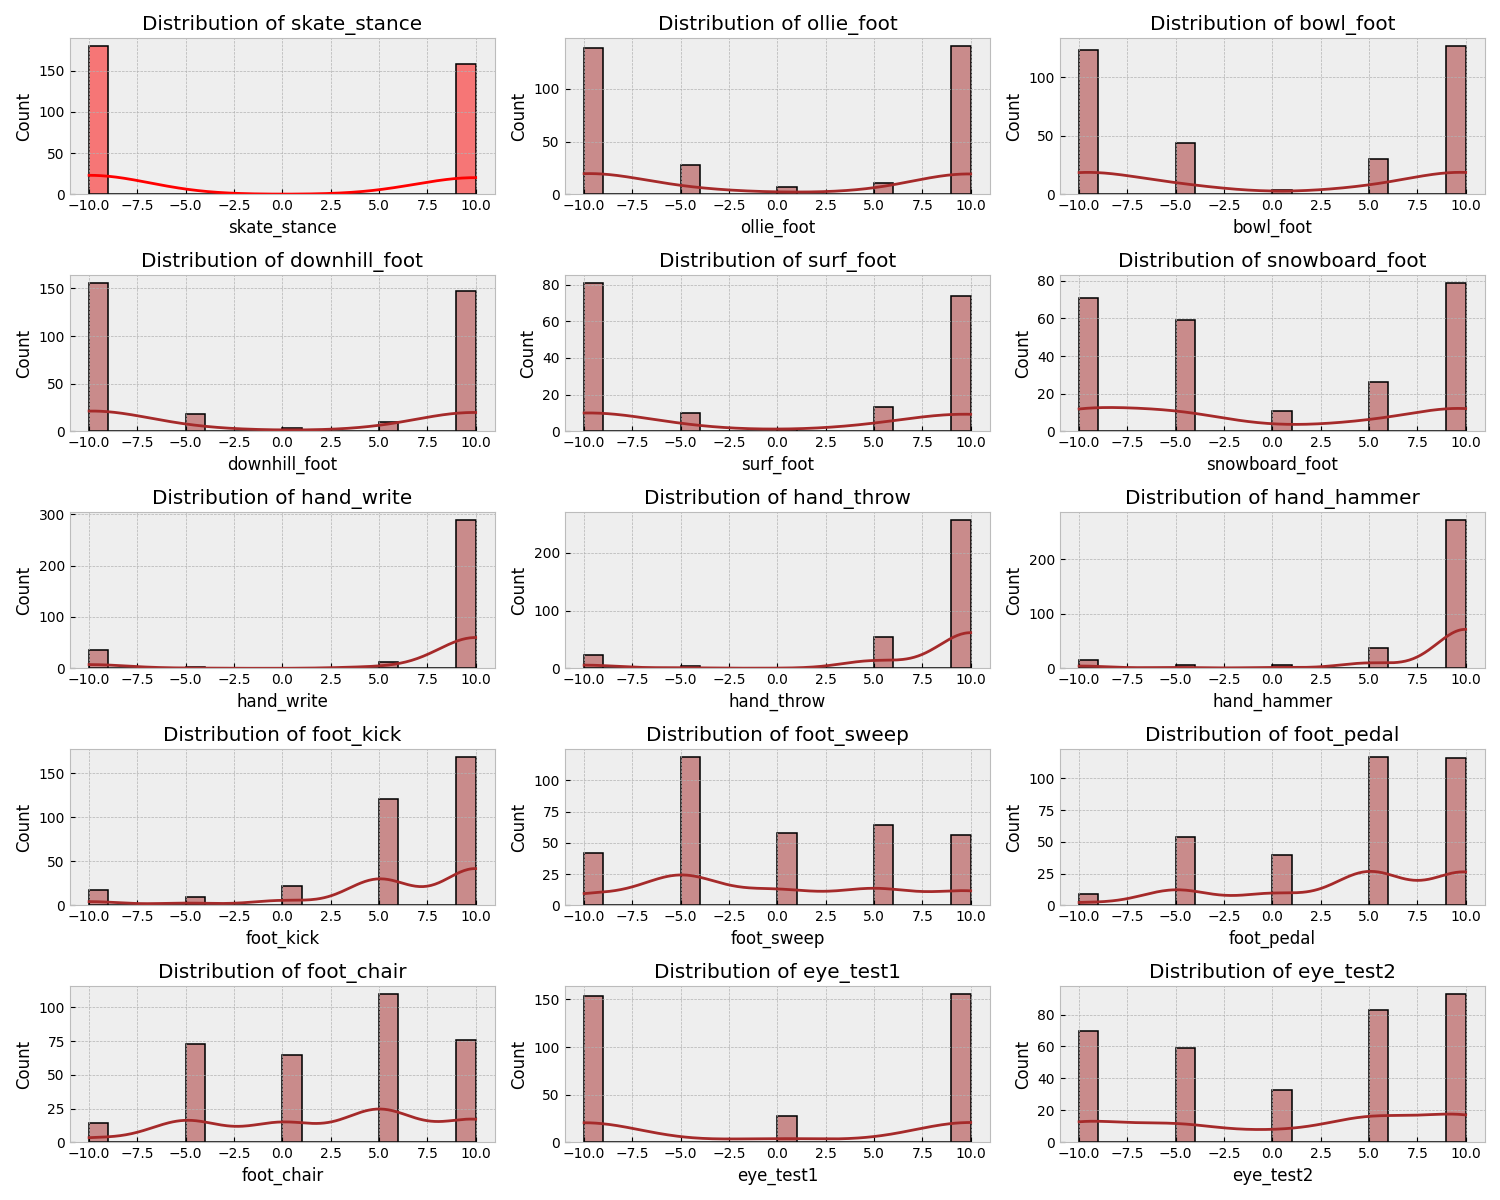 Distribution of skate_stance Distribution of ollie_foot Distribution of bowl_foot
Count 150 100 50 0
−10.0 −7.5 −5.0 −2.5 0.0 2.5 5.0 7.5 10.0
skate_stance
Count 100 50 0
−10.0 −7.5 −5.0 −2.5 0.0 2.5 5.0 7.5 10.0
ollie_foot
Count 100 50 0
−10.0 −7.5 −5.0 −2.5 0.0 2.5 5.0 7.5 10.0
bowl_foot
Distribution of downhill_foot Distribution of surf_foot Distribution of snowboard_foot
Count 150 100 50 0
−10.0 −7.5 −5.0 −2.5 0.0 2.5 5.0 7.5 10.0
downhill_foot
Count 80 60 40 20 0
−10.0 −7.5 −5.0 −2.5 0.0 2.5 5.0 7.5 10.0
surf_foot
Count 80 60 40 20 0
−10.0 −7.5 −5.0 −2.5 0.0 2.5 5.0 7.5 10.0
snowboard_foot
Distribution of hand_write Distribution of hand_throw Distribution of hand_hammer
Count 300 200 100 0
−10.0 −7.5 −5.0 −2.5 0.0 2.5 5.0 7.5 10.0
hand_write
Count 200 100 0
−10.0 −7.5 −5.0 −2.5 0.0 2.5 5.0 7.5 10.0
hand_throw
Count 200 100 0
−10.0 −7.5 −5.0 −2.5 0.0 2.5 5.0 7.5 10.0
hand_hammer
Distribution of foot_kick Distribution of foot_sweep Distribution of foot_pedal
Count 150 100 50 0
−10.0 −7.5 −5.0 −2.5 0.0 2.5 5.0 7.5 10.0
foot_kick
Count 100 75 50 25 0
−10.0 −7.5 −5.0 −2.5 0.0 2.5 5.0 7.5 10.0
foot_sweep
Count 100 75 50 25 0
−10.0 −7.5 −5.0 −2.5 0.0 2.5 5.0 7.5 10.0
foot_pedal
Distribution of foot_chair Distribution of eye_test1 Distribution of eye_test2
Count 100 75 50 25 0
−10.0 −7.5 −5.0 −2.5 0.0 2.5 5.0 7.5 10.0
foot_chair
Count 150 100 50 0
−10.0 −7.5 −5.0 −2.5 0.0 2.5 5.0 7.5 10.0
eye_test1
Count 80 60 40 20 0
−10.0 −7.5 −5.0 −2.5 0.0 2.5 5.0 7.5 10.0
eye_test2